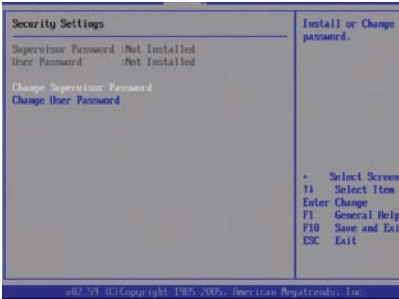 Security Settings
Supervisor Password :Not Installed
User Password :Not Installed
Change Supervisor Password
Change User Password
Install or Change
password.
← Select Screen
↑↓ Select Item
Enter Change
F1 General Help
F10 Save and Exi
ESC Exit
v02.59 (C)Copyright 1985-2005, American Megatrends, Inc.